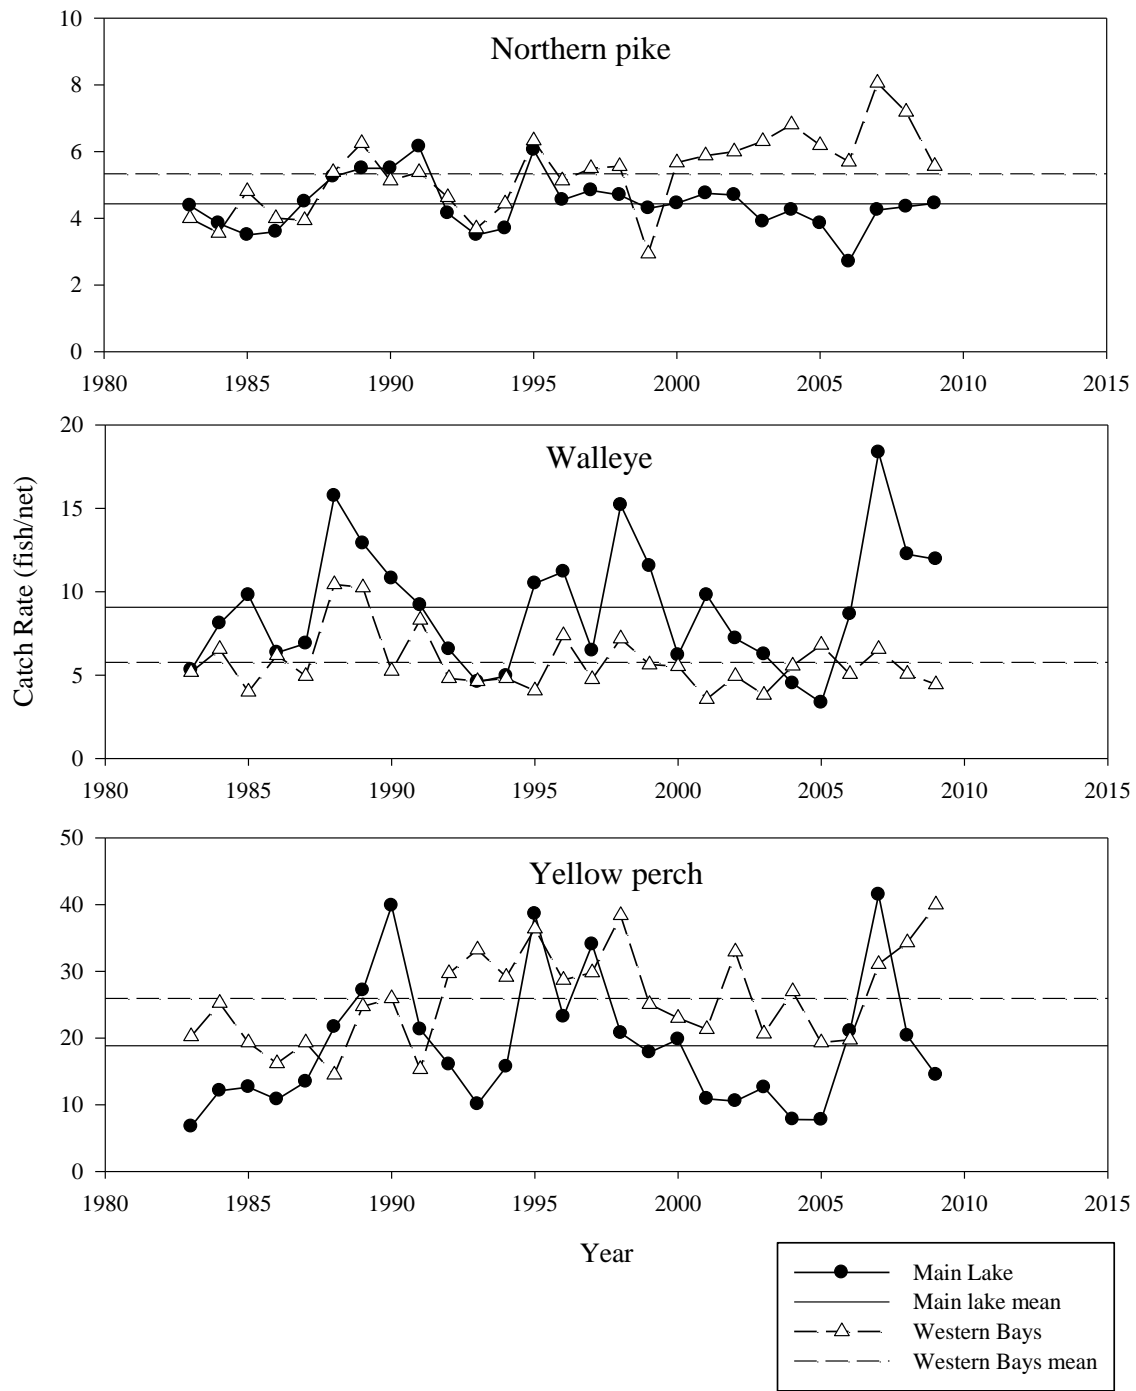 Northern pike
10
8
6
4
2
0
1980 1985 1990 1995 2000 2005 2010 2015
Walleye
20
15
10
5
0
1980 1985 1990 1995 2000 2005 2010 2015
Catch Rate (fish/net)
Yellow perch
50
40
30
20
10
0
1980 1985 1990 1995 2000 2005 2010 2015
Year
Main Lake
Main lake mean
Western Bays
Western Bays mean